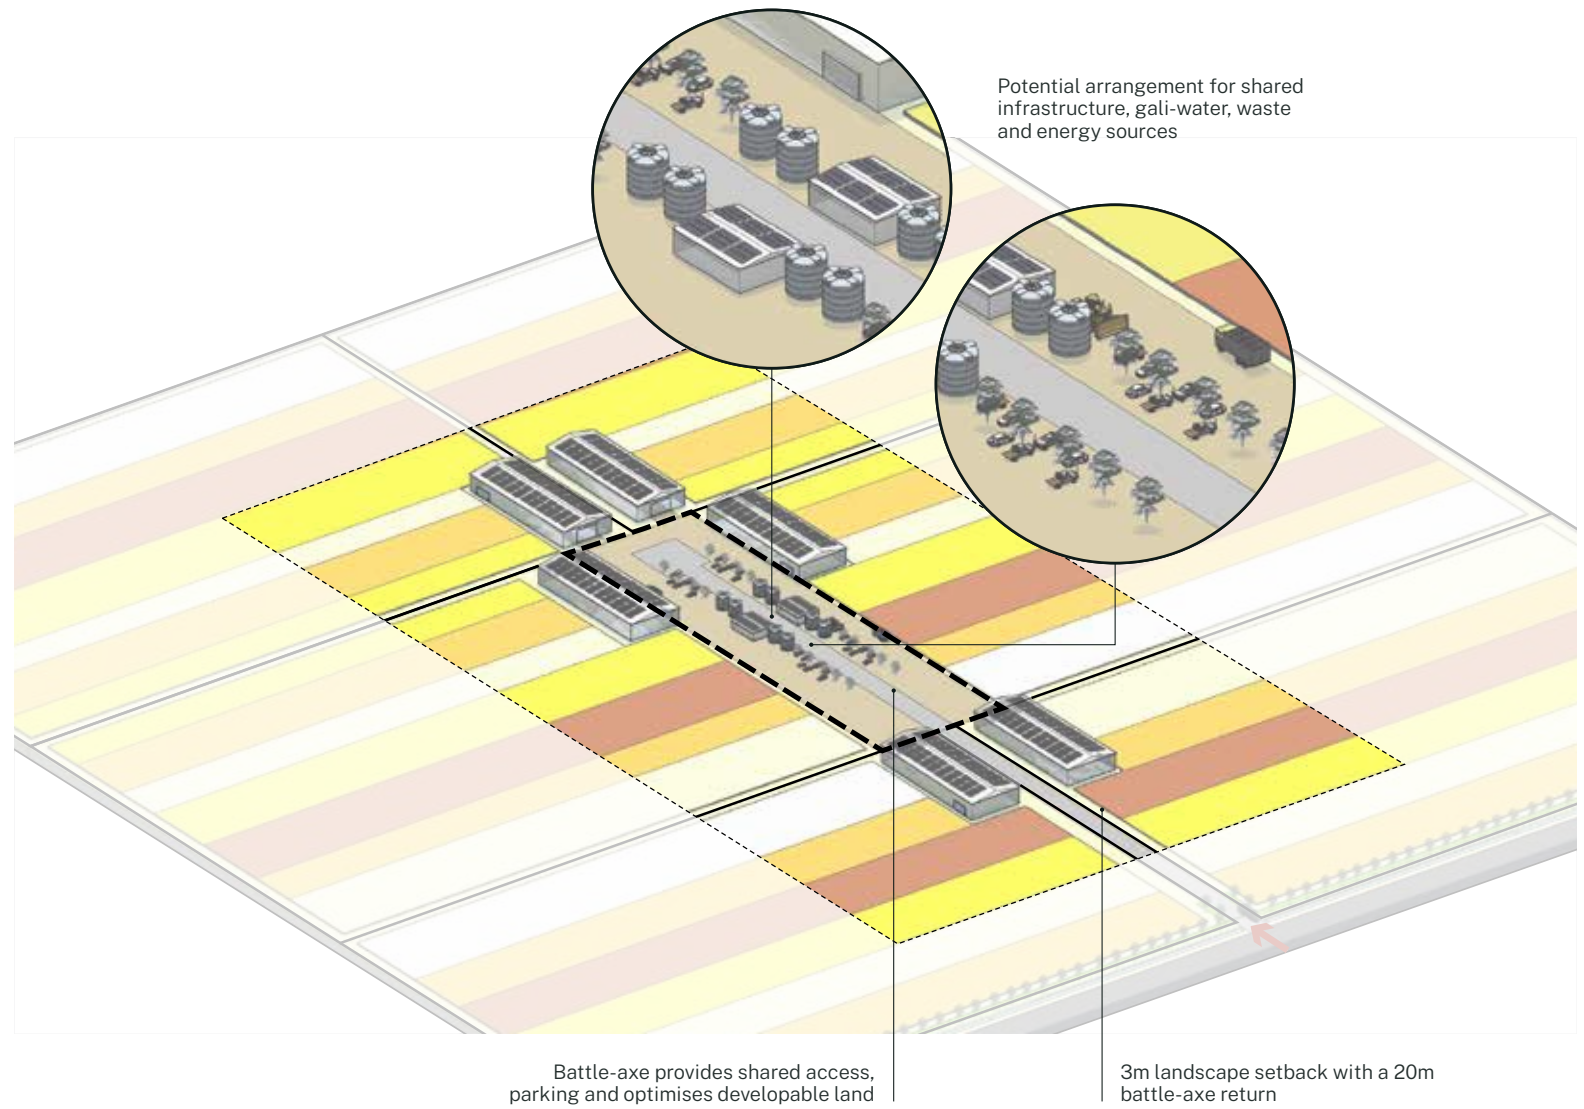 Potential arrangement for shared
infrastructure, gali-water, waste
and energy sources
Battle-axe provides shared access,
parking and optimises developable land
3m landscape setback with a 20m
battle-axe return